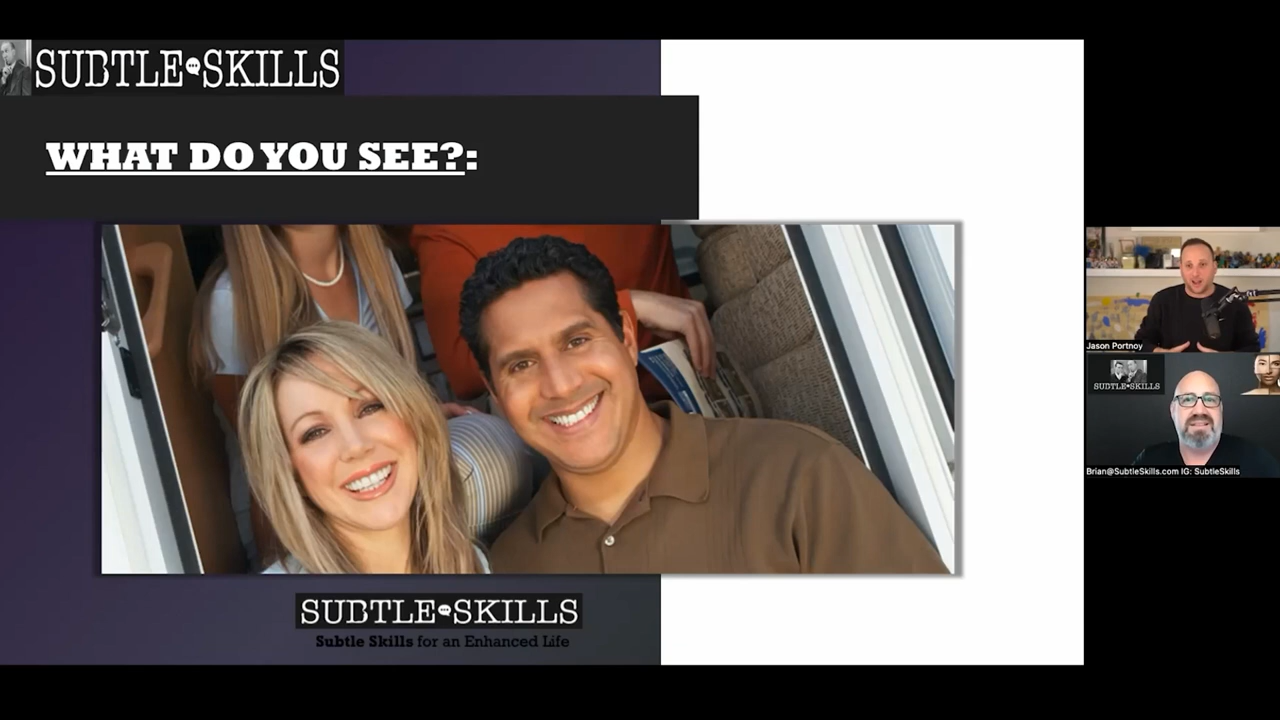 SUBTLE SKILLS
WHAT DO YOU SEE?:
SUBTLE SKILLS
Subtle Skills for an Enhanced Life
Jason Portnoy
SUBTLE SKILLS
Brian@SubtleSkills.com IG: SubtleSkills